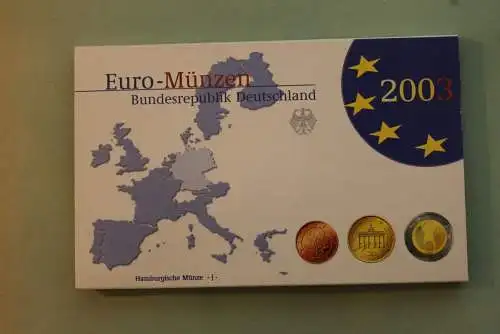 Euro-Münzen
Bundesrepublik Deutschland
2003
Hamburgische Münze - J -